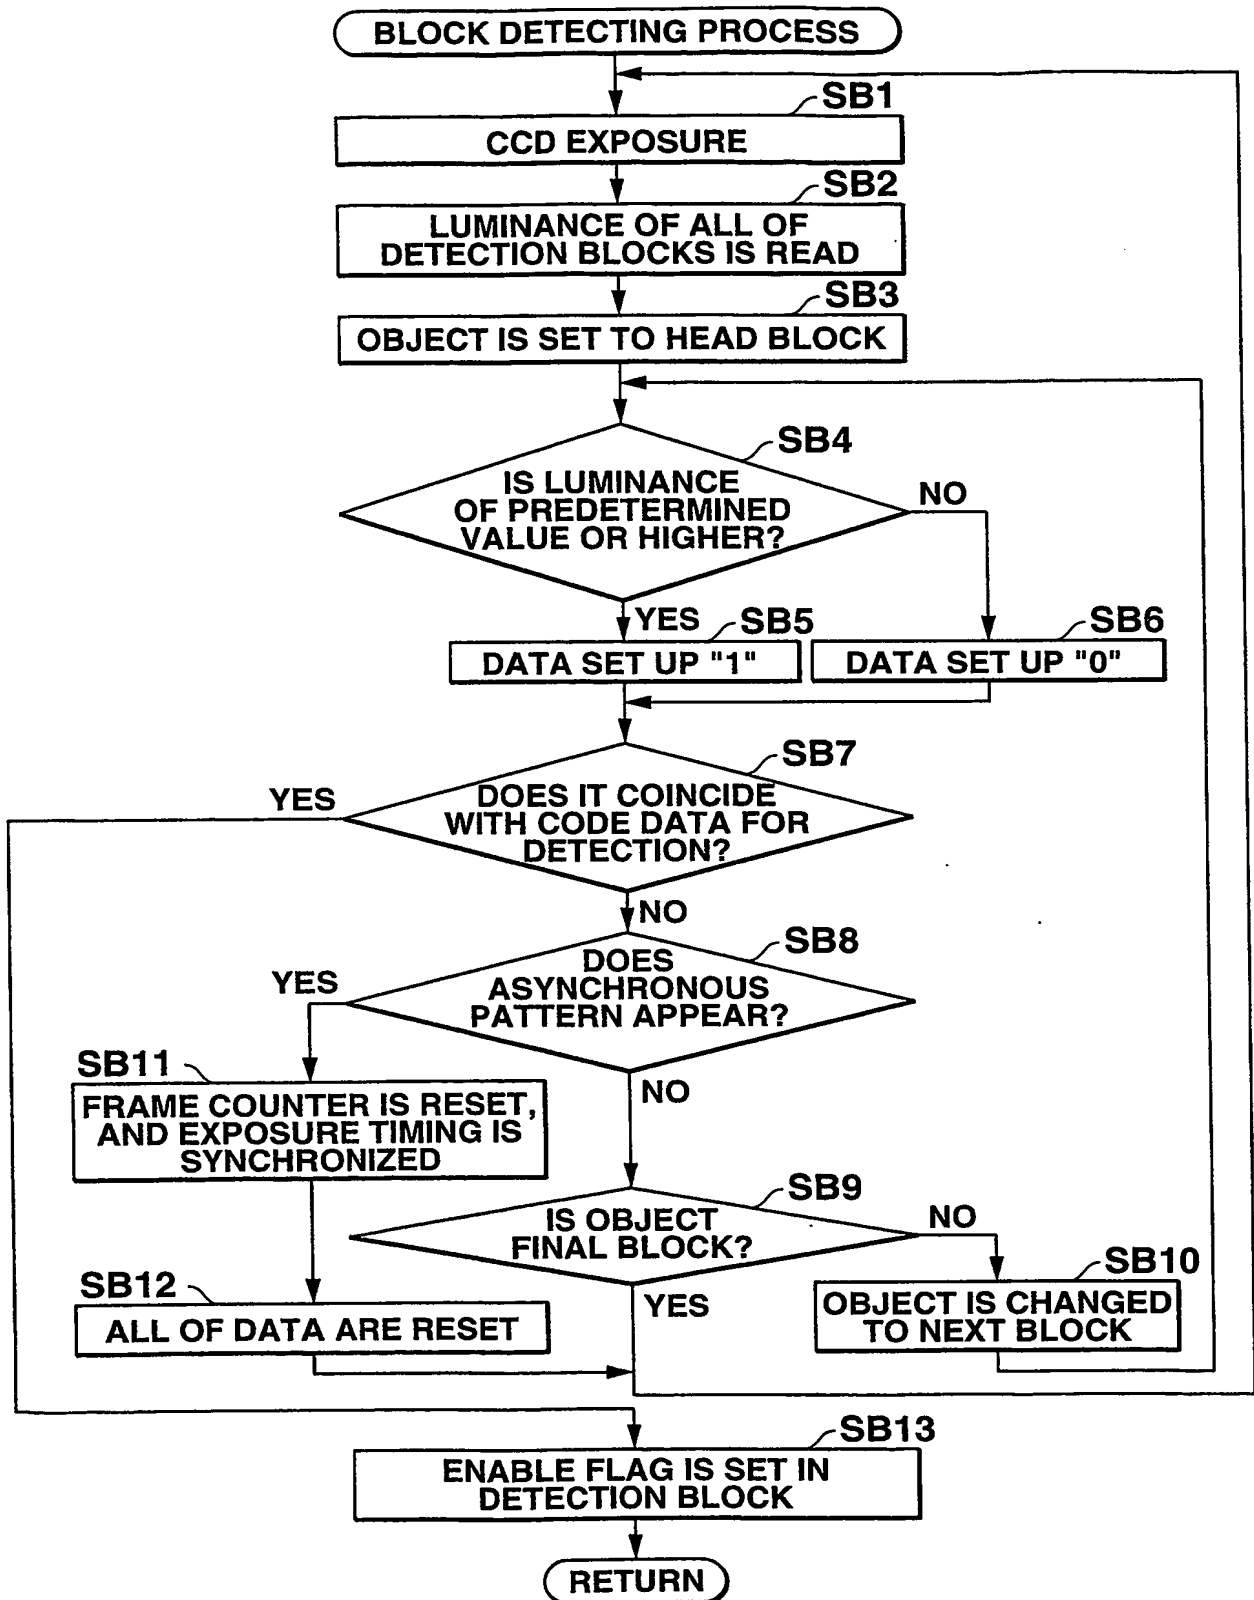 BLOCK DETECTING PROCESS
SB1
CCD EXPOSURE
SB2
LUMINANCE OF ALL OF
DETECTION BLOCKS IS READ
SB3
OBJECT IS SET TO HEAD BLOCK
SB4
IS LUMINANCE
OF PREDETERMINED
VALUE OR HIGHER?
NO
YES
SB5
DATA SET UP "1"
SB6
DATA SET UP "0"
SB7
DOES IT COINCIDE
WITH CODE DATA FOR
DETECTION?
YES
NO
SB8
DOES
ASYNCHRONOUS
PATTERN APPEAR?
YES
NO
SB11
FRAME COUNTER IS RESET,
AND EXPOSURE TIMING IS
SYNCHRONIZED
SB9
IS OBJECT
FINAL BLOCK?
NO
YES
SB10
OBJECT IS CHANGED
TO NEXT BLOCK
SB12
ALL OF DATA ARE RESET
SB13
ENABLE FLAG IS SET IN
DETECTION BLOCK
RETURN